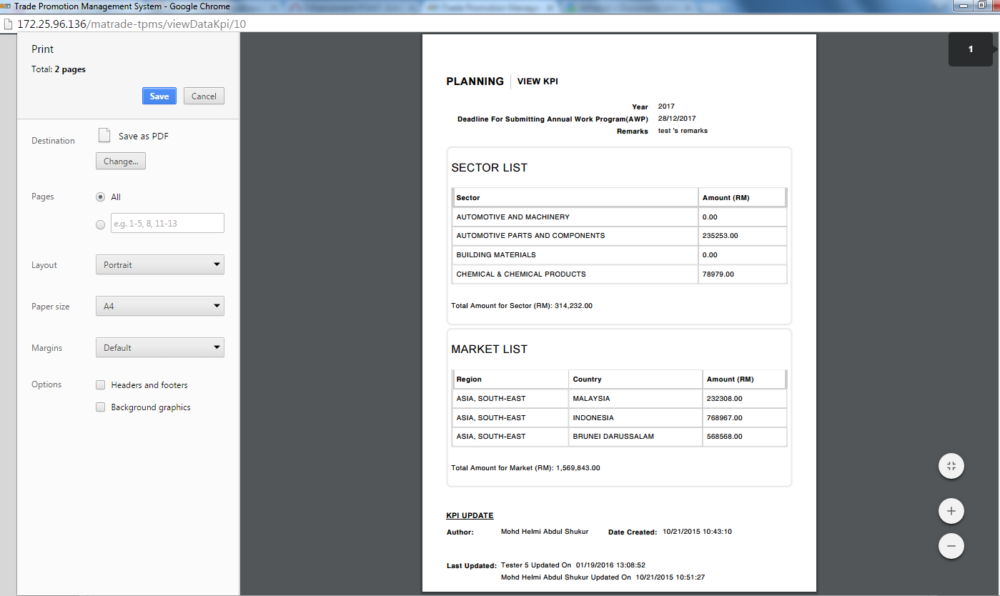 Trade Promotion Management System - Google Chrome
172.25.96.136/matrade-tpms/viewDataKpi/10
Print
Total: 2 pages
Save Cancel
Destination Save as PDF
Change...
Pages All
e.g. 1-5, 8, 11-13
Layout Portrait
Paper size A4
Margins Default
Options Headers and footers
Background graphics
1
PLANNING VIEW KPI
Year 2017
Deadline For Submitting Annual Work Program(AWP) 28/12/2017
Remarks test 's remarks
SECTOR LIST
Sector Amount (RM)
AUTOMOTIVE AND MACHINERY 0.00
AUTOMOTIVE PARTS AND COMPONENTS 235253.00
BUILDING MATERIALS 0.00
CHEMICAL & CHEMICAL PRODUCTS 78979.00
Total Amount for Sector (RM): 314,232.00
MARKET LIST
Region Country Amount (RM)
ASIA, SOUTH-EAST MALAYSIA 232308.00
ASIA, SOUTH-EAST INDONESIA 768967.00
ASIA, SOUTH-EAST BRUNEI DARUSSALAM 568568.00
Total Amount for Market (RM): 1,569,843.00
KPI UPDATE
Author: Mohd Helmi Abdul Shukur Date Created: 10/21/2015 10:43:10
Last Updated: Tester 5 Updated On 01/19/2016 13:08:52
Mohd Helmi Abdul Shukur Updated On 10/21/2015 10:51:27